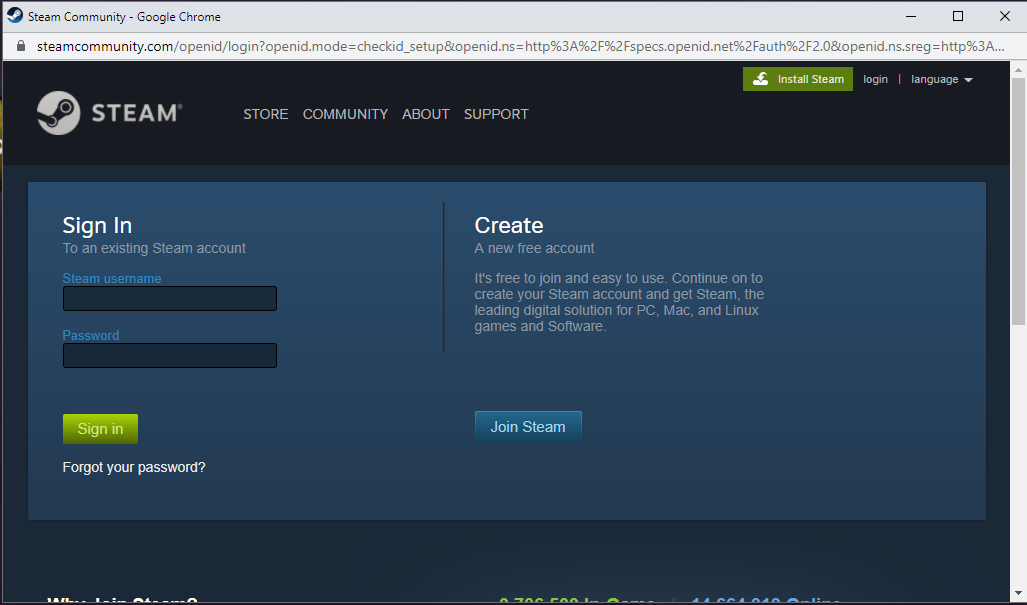 Steam Community - Google Chrome
steamcommunity.com/openid/login?openid.mode=checkid_setup&openid.ns=http%3A%2F%2Fspecs.openid.net%2Fauth%2F2.0&openid.ns.sreg=http%3A...
Install Steam login | language
STEAM®
STORE COMMUNITY ABOUT SUPPORT
Sign In
To an existing Steam account
Steam username
Password
Sign in
Forgot your password?
Create
A new free account
It's free to join and easy to use. Continue on to
create your Steam account and get Steam, the
leading digital solution for PC, Mac, and Linux
games and Software.
Join Steam
Why Join Steam?
In-Game | Online